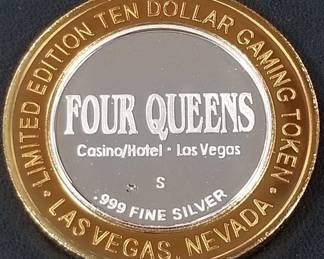 LIMITED EDITION TEN DOLLAR GAMING TOKEN
FOUR QUEENS
Casino/Hotel · Las Vegas
S
.999 FINE SILVER
· LAS VEGAS, NEVADA ·